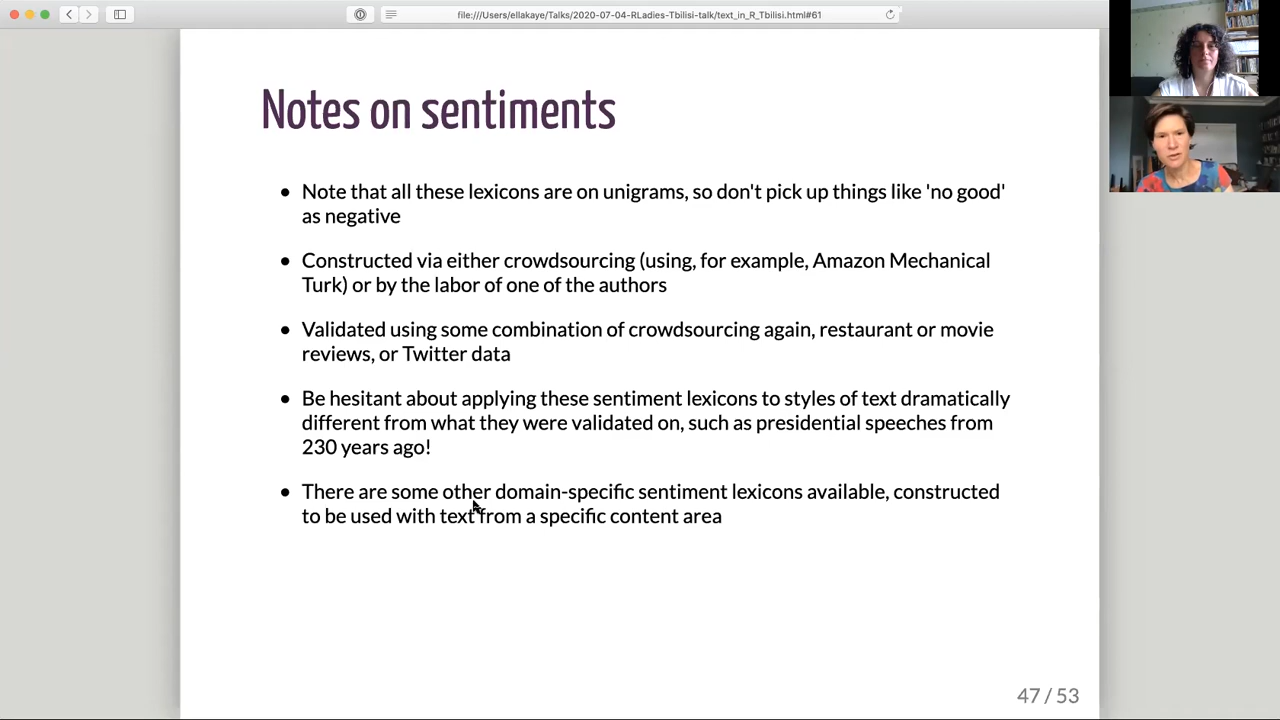 file:///Users/ellakaye/Talks/2020-07-04-RLadies-Tbilisi-talk/text_in_R_Tbilisi.html#61
Notes on sentiments
• Note that all these lexicons are on unigrams, so don't pick up things like 'no good'
as negative
• Constructed via either crowdsourcing (using, for example, Amazon Mechanical
Turk) or by the labor of one of the authors
• Validated using some combination of crowdsourcing again, restaurant or movie
reviews, or Twitter data
• Be hesitant about applying these sentiment lexicons to styles of text dramatically
different from what they were validated on, such as presidential speeches from
230 years ago!
• There are some other domain-specific sentiment lexicons available, constructed
to be used with text from a specific content area
47 / 53